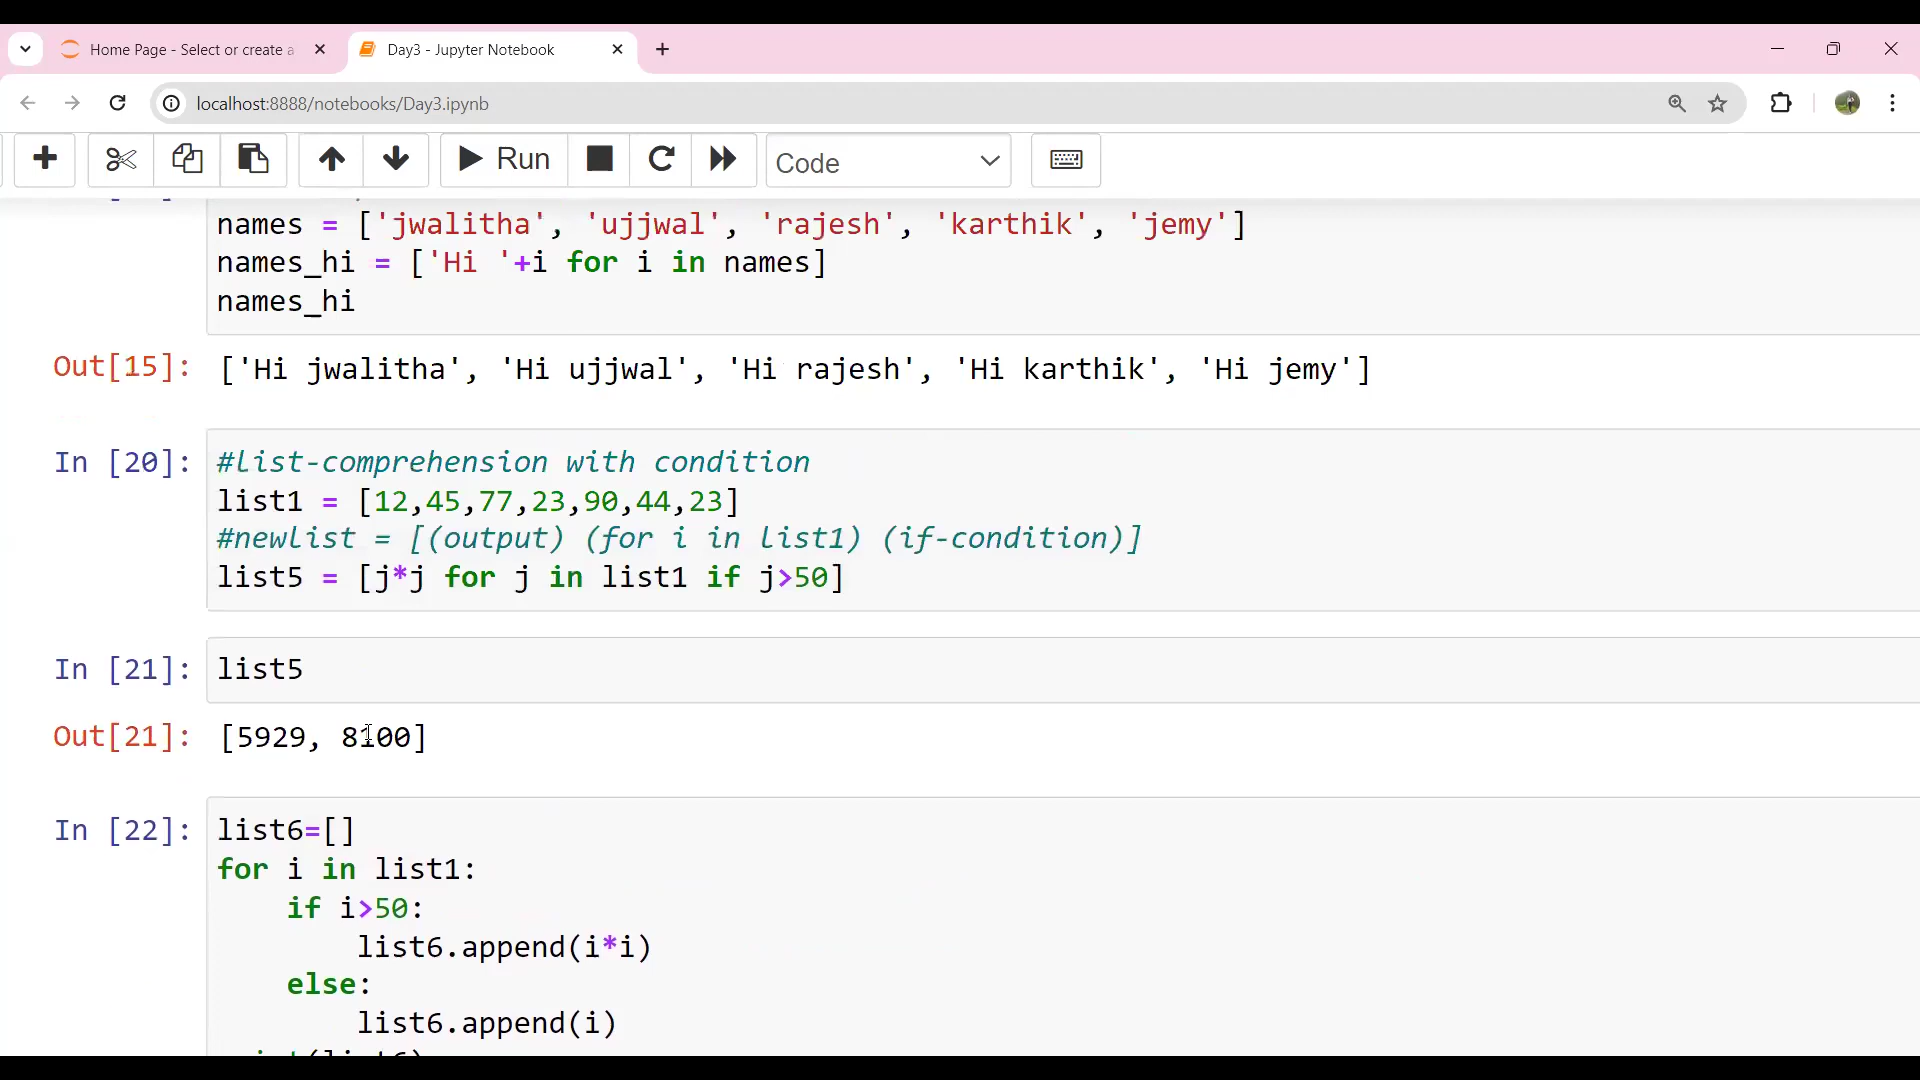 Home Page - Select or create a
Day3 - Jupyter Notebook
localhost:8888/notebooks/Day3.ipynb
Run
Code
names = ['jwalitha', 'ujjwal', 'rajesh', 'karthik', 'jemy']
names_hi = ['Hi '+i for i in names]
names_hi
Out[15]: ['Hi jwalitha', 'Hi ujjwal', 'Hi rajesh', 'Hi karthik', 'Hi jemy']
In [20]: #list-comprehension with condition
list1 = [12,45,77,23,90,44,23]
#newlist = [(output) (for i in list1) (if-condition)]
list5 = [j*j for j in list1 if j>50]
In [21]: list5
Out[21]: [5929, 8100]
In [22]: list6=[]
for i in list1:
    if i>50:
        list6.append(i*i)
    else:
        list6.append(i)